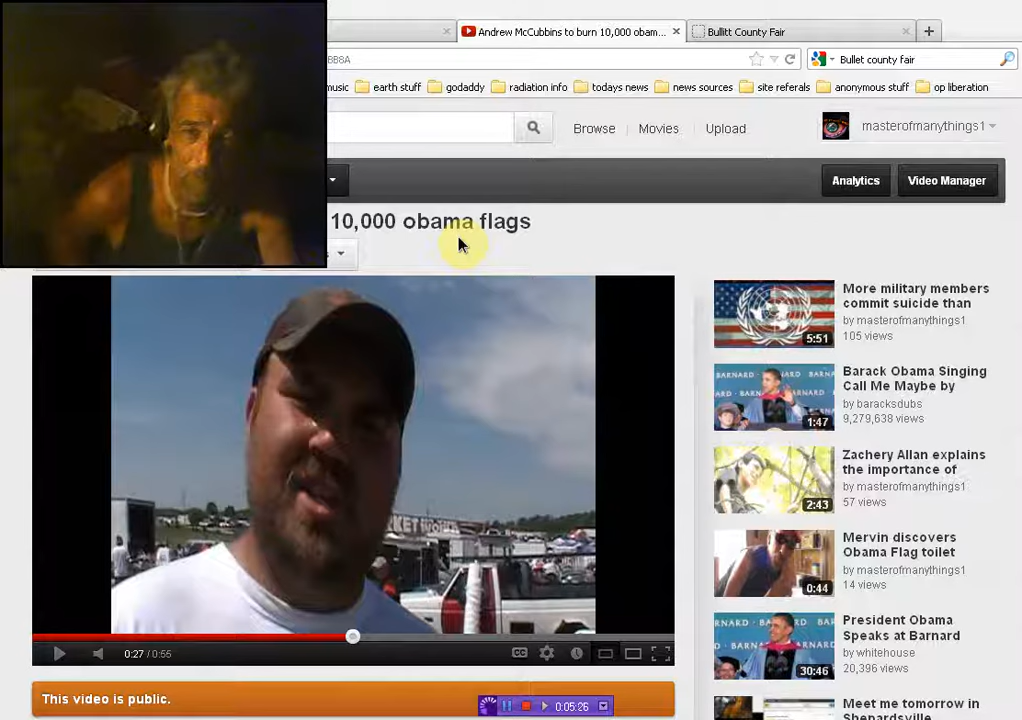 Andrew McCubbins to burn 10,000 obam...
Bullitt County Fair
BB8A
Bullet county fair
music
earth stuff
godaddy
radiation info
todays news
news sources
site referals
anonymous stuff
op liberation
Browse
Movies
Upload
masterofmanythings1
Analytics
Video Manager
10,000 obama flags
More military members
commit suicide than
by masterofmanythings1
105 views
5:51
Barack Obama Singing
Call Me Maybe by
by baracksdubs
9,279,638 views
BARNARD
BARNARD
1:47
Zachery Allan explains
the importance of
by masterofmanythings1
57 views
2:43
Mervin discovers
Obama Flag toilet
by masterofmanythings1
14 views
0:44
President Obama
Speaks at Barnard
by whitehouse
20,396 views
BARNARD
30:46
Meet me tomorrow in
Shepardsville
0:27 / 0:55
CC
This video is public.
0:05:26